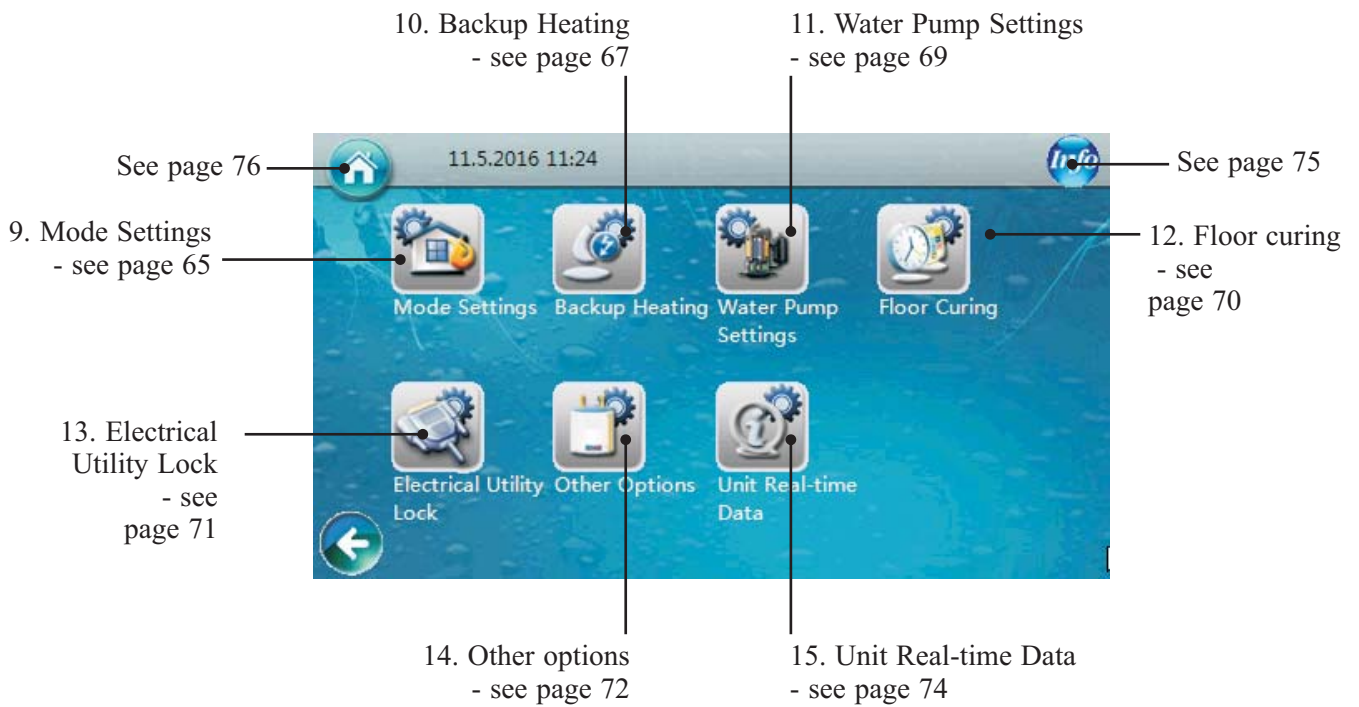 10. Backup Heating
- see page 67
11. Water Pump Settings
- see page 69
See page 76
11.5.2016 11:24
Info
See page 75
9. Mode Settings
- see page 65
12. Floor curing
- see
page 70
Mode Settings
Backup Heating
Water Pump
Settings
Floor Curing
13. Electrical
Utility Lock
- see
page 71
Electrical Utility
Lock
Other Options
Unit Real-time
Data
14. Other options
- see page 72
15. Unit Real-time Data
- see page 74